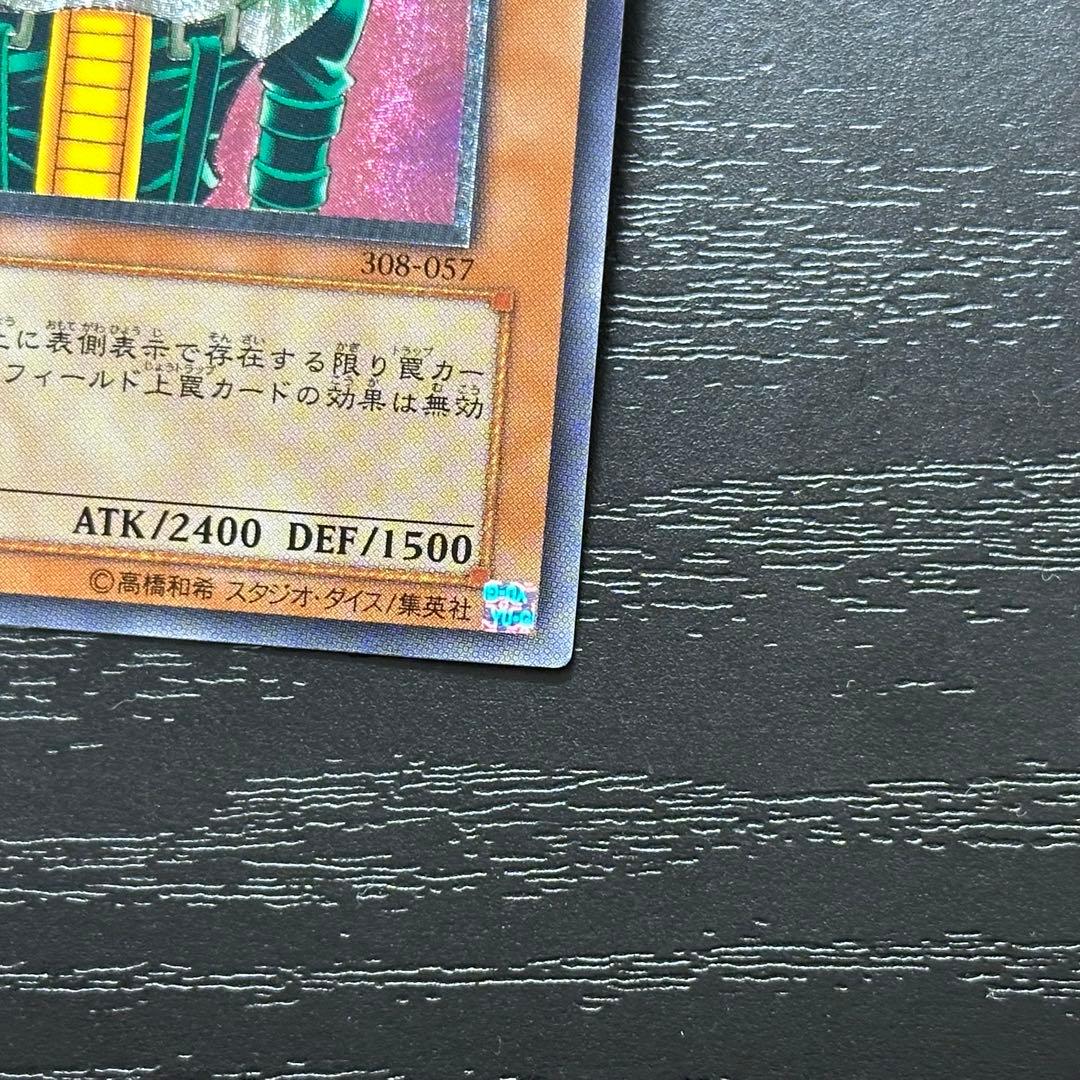 308-057
上に表側表示で存在する限り罠カー
フィールド上罠カードの効果は無効
ATK/2400 DEF/1500
©高橋和希 スタジオ・ダイス/集英社